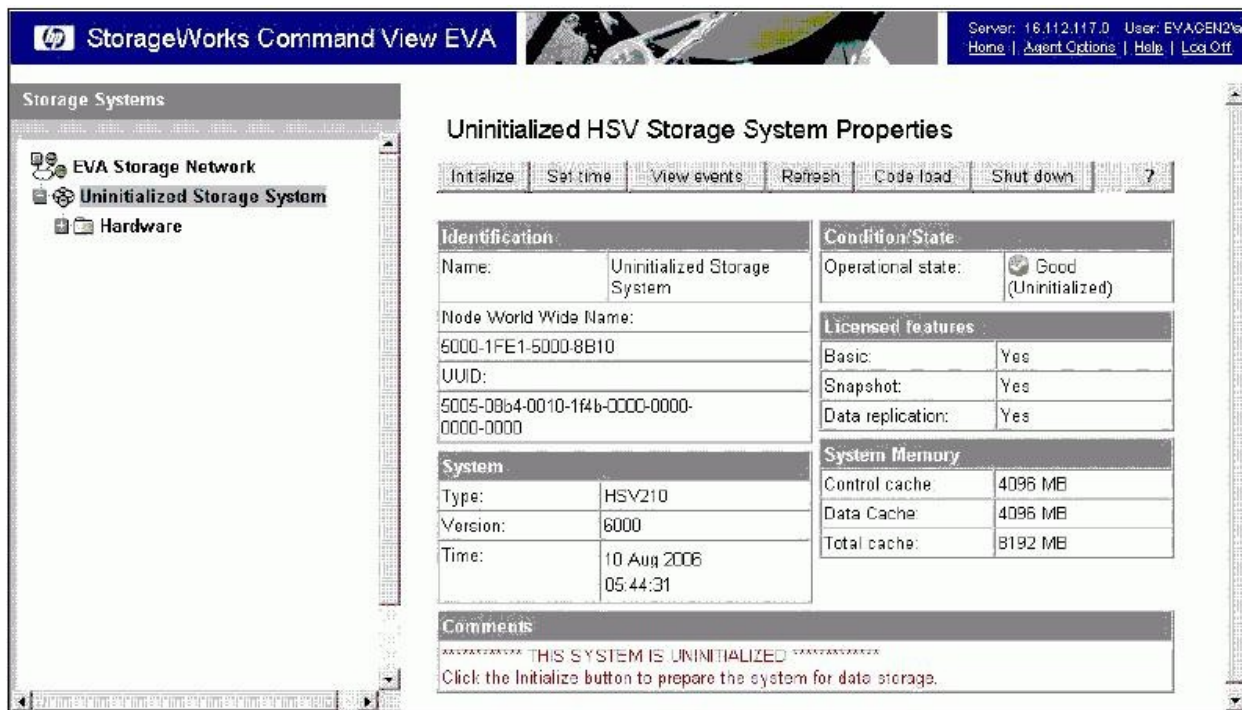 hp StorageWorks Command View EVA
Server: 16.112.117.0 User: EVAGEN2\
Home | Agent Options | Help | Log Off
Storage Systems
EVA Storage Network
Uninitialized Storage System
Hardware
Uninitialized HSV Storage System Properties
Initialize Set time View events Refresh Code load Shut down ?
Identification
Name: Uninitialized Storage
System
Node World Wide Name:
5000-1FE1-5000-8B10
UUID:
5005-08b4-0010-1f4b-0000-0000-
0000-0000
System
Type: HSV210
Version: 6000
Time: 10 Aug 2006
05:44:31
Condition/State
Operational state: Good
(Uninitialized)
Licensed features
Basic: Yes
Snapshot: Yes
Data replication: Yes
System Memory
Control cache: 4096 MB
Data Cache: 4096 MB
Total cache: 8192 MB
Comments
************ THIS SYSTEM IS UNINITIALIZED ************
Click the Initialize button to prepare the system for data storage.